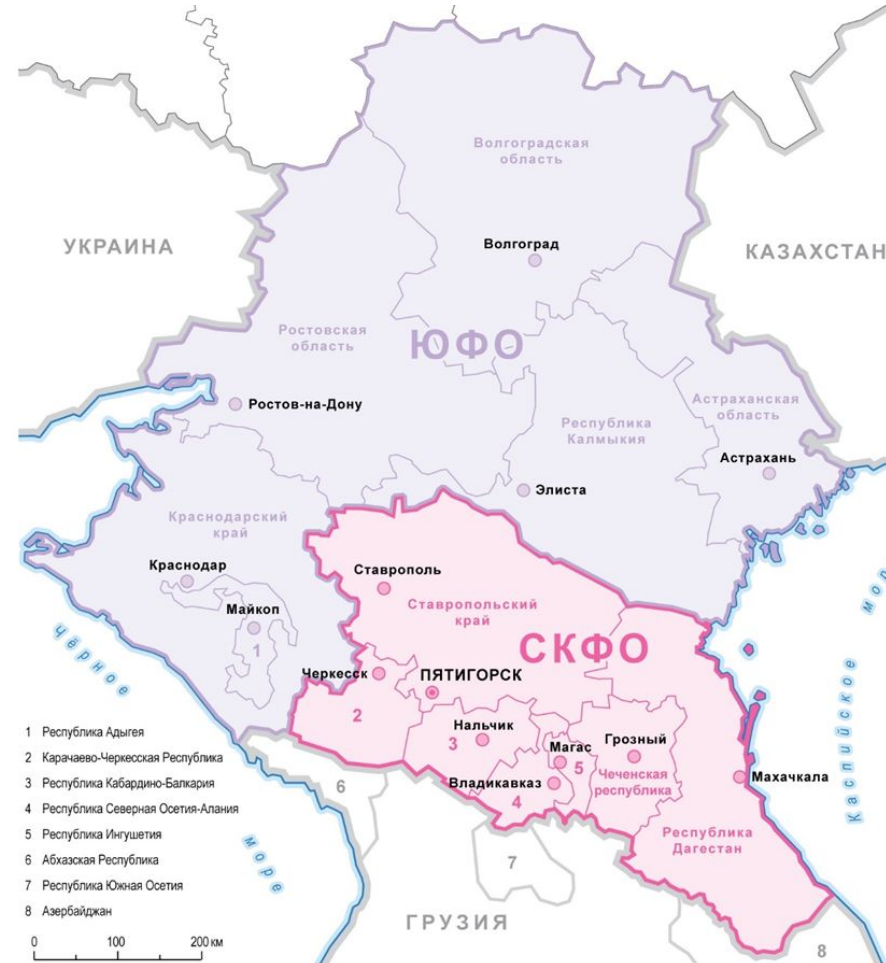 Волгоградская
область
УКРАИНА
Волгоград
КАЗАХСТАН
Ростовская
область
ЮФО
Ростов-на-Дону
Республика
Калмыкия
Астраханская
область
Астрахань
Элиста
Краснодарский
край
Краснодар
Майкоп
1
Ставрополь
Ставропольский
край
СКФО
Черкесск
ПЯТИГОРСК
2
Нальчик
3
Магас
5
Грозный
Чеченская
республика
Владикавказ
4
Махачкала
Республика
Дагестан
Чёрное
море
Каспийское
мо
6
7
ГРУЗИЯ
8
1 Республика Адыгея
2 Карачаево-Черкесская Республика
3 Республика Кабардино-Балкария
4 Республика Северная Осетия-Алания
5 Республика Ингушетия
6 Абхазская Республика
7 Республика Южная Осетия
8 Азербайджан
0 100 200 км